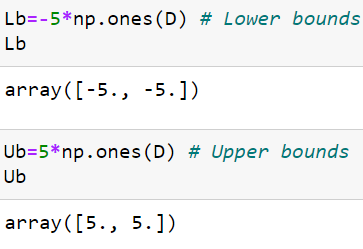 Lb=-5*np.ones(D) # Lower bounds
Lb
array([-5., -5.])
Ub=5*np.ones(D) # Upper bounds
Ub
array([5., 5.])